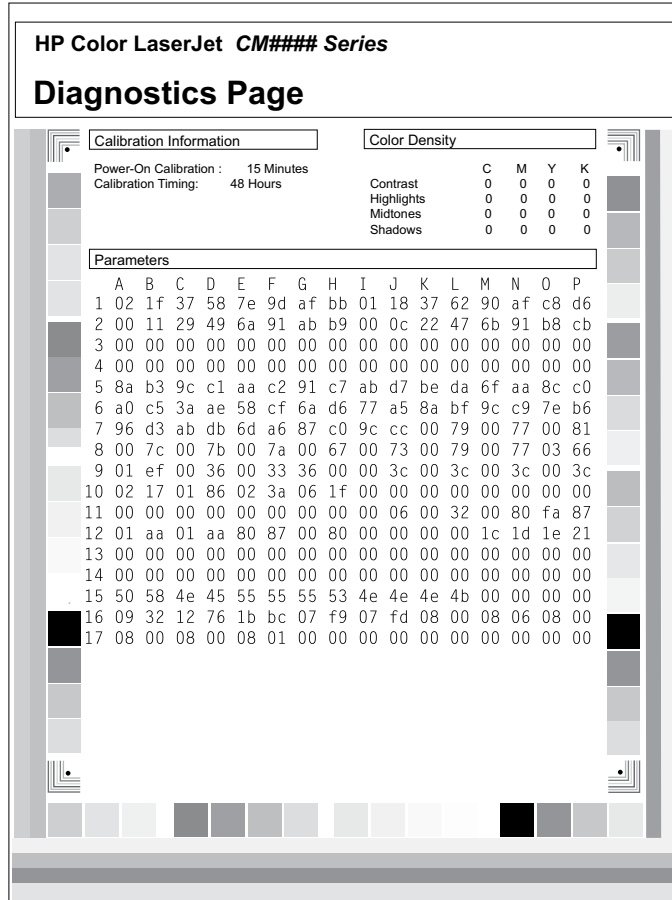 HP Color LaserJet CM#### Series
Diagnostics Page
Calibration Information
Color Density
Power-On Calibration : 15 Minutes
Calibration Timing: 48 Hours
C M Y K
Contrast 0 0 0 0
Highlights 0 0 0 0
Midtones 0 0 0 0
Shadows 0 0 0 0
Parameters
A B C D E F G H I J K L M N O P
1 02 1f 37 58 7e 9d af bb 01 18 37 62 90 af c8 d6
2 00 11 29 49 6a 91 ab b9 00 0c 22 47 6b 91 b8 cb
3 00 00 00 00 00 00 00 00 00 00 00 00 00 00 00 00
4 00 00 00 00 00 00 00 00 00 00 00 00 00 00 00 00
5 8a b3 9c c1 aa c2 91 c7 ab d7 be da 6f aa 8c c0
6 a0 c5 3a ae 58 cf 6a d6 77 a5 8a bf 9c c9 7e b6
7 96 d3 ab db 6d a6 87 c0 9c cc 00 79 00 77 00 81
8 00 7c 00 7b 00 7a 00 67 00 73 00 79 00 77 03 66
9 01 ef 00 36 00 33 36 00 00 3c 00 3c 00 3c 00 3c
10 02 17 01 86 02 3a 06 1f 00 00 00 00 00 00 00 00
11 00 00 00 00 00 00 00 00 00 06 00 32 00 80 fa 87
12 01 aa 01 aa 80 87 00 80 00 00 00 00 1c 1d 1e 21
13 00 00 00 00 00 00 00 00 00 00 00 00 00 00 00 00
14 00 00 00 00 00 00 00 00 00 00 00 00 00 00 00 00
15 50 58 4e 45 55 55 55 53 4e 4e 4e 4b 00 00 00 00
16 09 32 12 76 1b bc 07 f9 07 fd 08 00 08 06 08 00
17 08 00 08 00 08 01 00 00 00 00 00 00 00 00 00 00